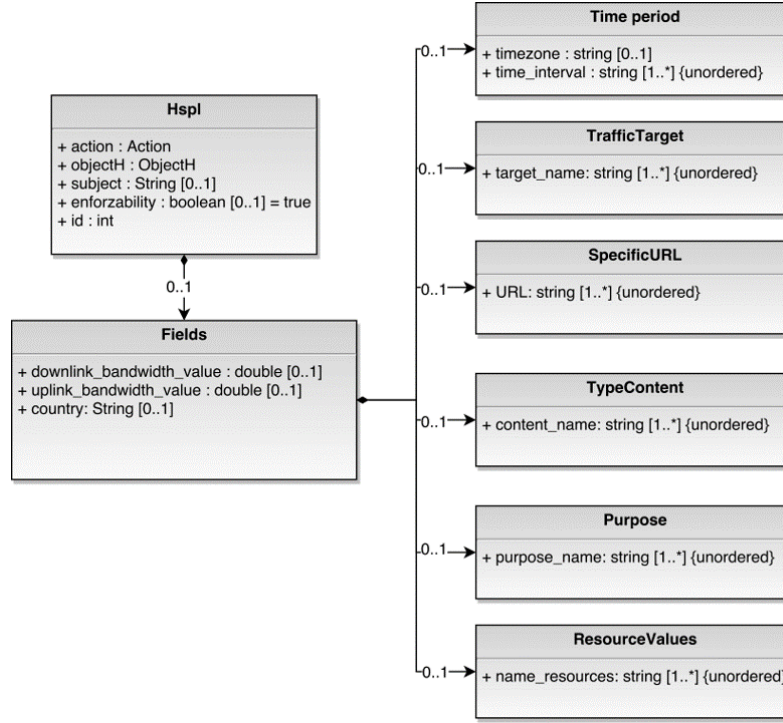 Hspl
+ action : Action
+ objectH : ObjectH
+ subject : String [0..1]
+ enforzability : boolean [0..1] = true
+ id : int
0..1
Fields
+ downlink_bandwidth_value : double [0..1]
+ uplink_bandwidth_value : double [0..1]
+ country: String [0..1]
0..1
Time period
+ timezone : string [0..1]
+ time_interval : string [1..*] {unordered}
0..1
TrafficTarget
+ target_name: string [1..*] {unordered}
0..1
SpecificURL
+ URL: string [1..*] {unordered}
0..1
TypeContent
+ content_name: string [1..*] {unordered}
0..1
Purpose
+ purpose_name: string [1..*] {unordered}
0..1
ResourceValues
+ name_resources: string [1..*] {unordered}